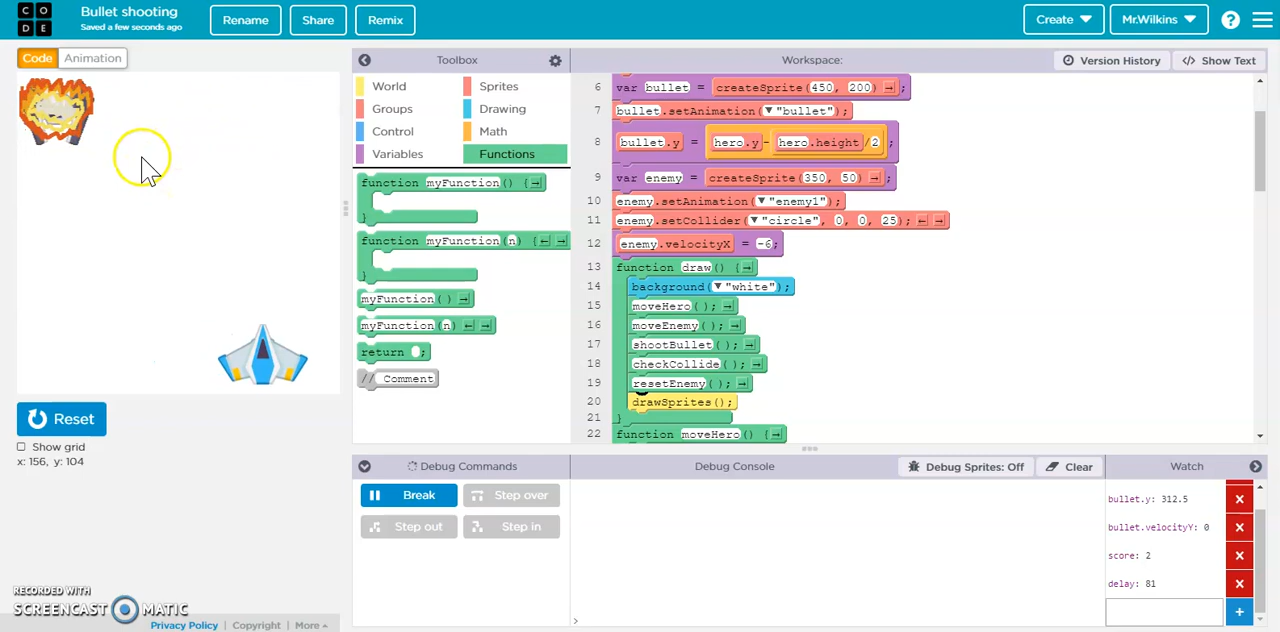 C O
D E
Bullet shooting
Saved a few seconds ago
Rename
Share
Remix
Create
Mr.Wilkins
?
Code
Animation
Toolbox
Workspace:
Version History
</> Show Text
World
Sprites
Groups
Drawing
Control
Math
Variables
Functions
function myFunction() {
}
function myFunction(n) {
}
myFunction()
myFunction(n)
return ;
// Comment
6 var bullet = createSprite(450, 200) ;
7 bullet.setAnimation("bullet");
8 bullet.y = hero.y - hero.height /2 ;
9 var enemy = createSprite(350, 50) ;
10 enemy.setAnimation("enemy1");
11 enemy.setCollider("circle", 0, 0, 25);
12 enemy.velocityX = -6;
13 function draw() {
14 background("white");
15 moveHero();
16 moveEnemy();
17 shootBullet();
18 checkCollide();
19 resetEnemy();
20 drawSprites();
21 }
22 function moveHero() {
Reset
Show grid
x: 156, y: 104
Debug Commands
Break
Step over
Step out
Step in
Debug Console
Debug Sprites: Off
Clear
>
Watch
bullet.y: 312.5
bullet.velocityY: 0
score: 2
delay: 81
RECORDED WITH
SCREENCAST MATIC
Privacy Policy
Copyright
More